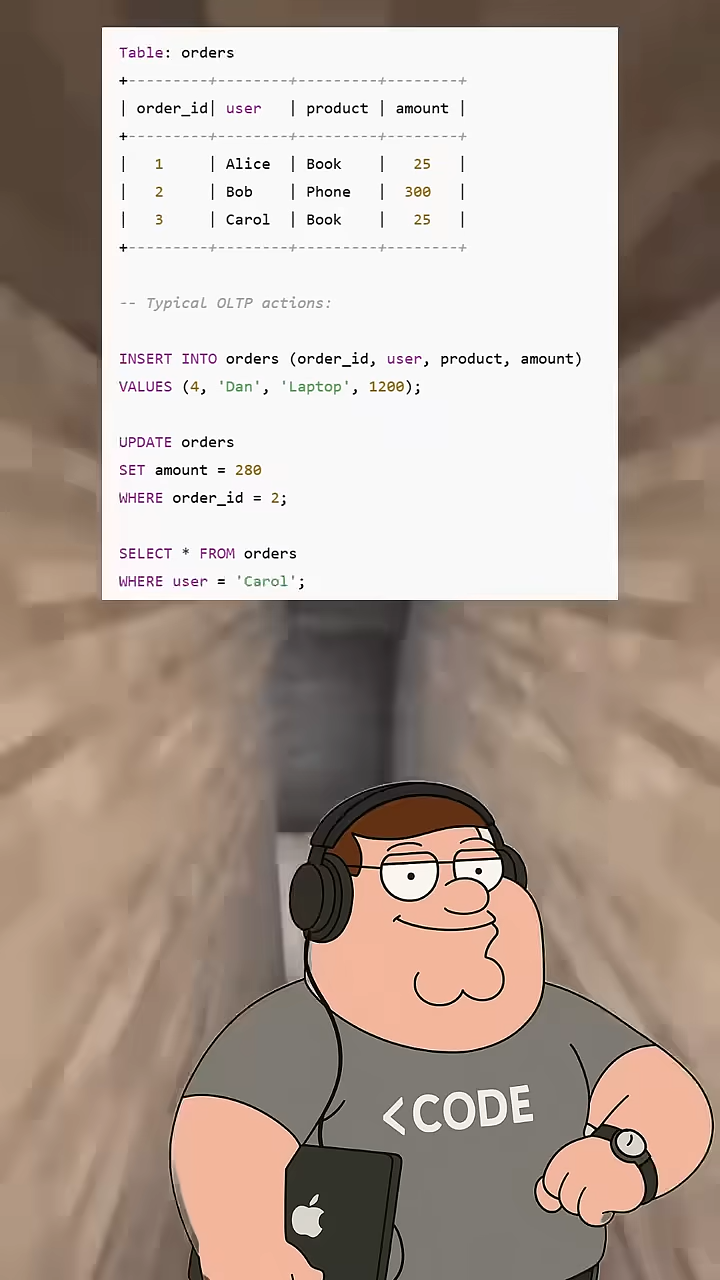 Table: orders
+---------+--------+---------+--------+
| order_id| user   | product | amount |
+---------+--------+---------+--------+
|   1     | Alice  | Book    |   25   |
|   2     | Bob    | Phone   |  300   |
|   3     | Carol  | Book    |   25   |
+---------+--------+---------+--------+
-- Typical OLTP actions:
INSERT INTO orders (order_id, user, product, amount)
VALUES (4, 'Dan', 'Laptop', 1200);
UPDATE orders
SET amount = 280
WHERE order_id = 2;
SELECT * FROM orders
WHERE user = 'Carol';
<CODE